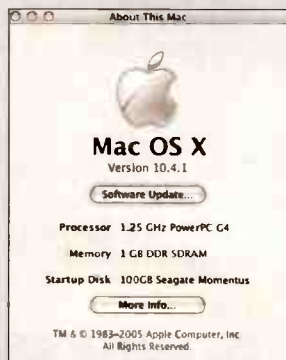 About This Mac
Mac OS X
Version 10.4.1
Software Update...
Processor 1.25 GHz PowerPC G4
Memory 1 GB DDR SDRAM
Startup Disk 100GB Seagate Momentus
More Info...
TM & © 1983–2005 Apple Computer, Inc.
All Rights Reserved.